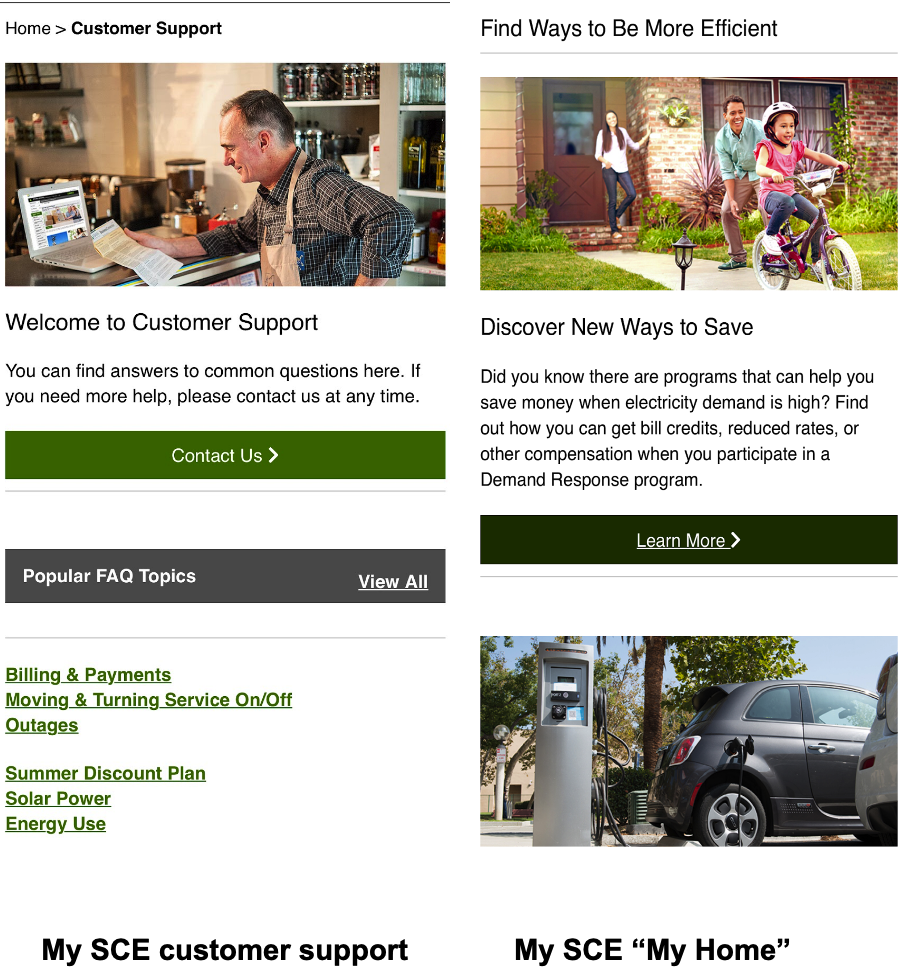 Home > Customer Support
Welcome to Customer Support
You can find answers to common questions here. If
you need more help, please contact us at any time.
Contact Us
Popular FAQ Topics
View All
Billing & Payments
Moving & Turning Service On/Off
Outages
Summer Discount Plan
Solar Power
Energy Use
My SCE customer support
Find Ways to Be More Efficient
Discover New Ways to Save
Did you know there are programs that can help you
save money when electricity demand is high? Find
out how you can get bill credits, reduced rates, or
other compensation when you participate in a
Demand Response program.
Learn More
My SCE “My Home”